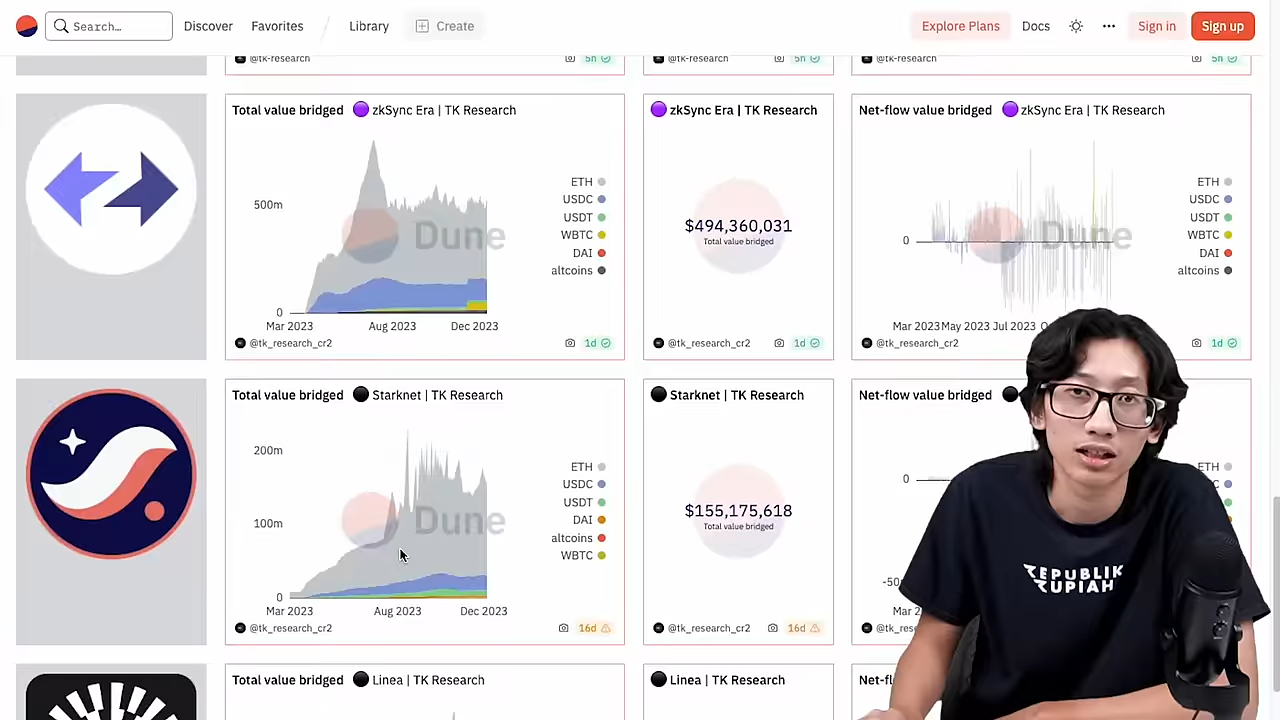 Search…
Discover
Favorites
Library
Create
Explore Plans
Docs
Sign in
Sign up
@tk-research
5h
@tk-research
5h
@tk-research
5h
Total value bridged zkSync Era | TK Research
500m
0
Mar 2023
Aug 2023
Dec 2023
ETH
USDC
USDT
WBTC
DAI
altcoins
Dune
@tk_research_cr2
1d
zkSync Era | TK Research
$494,360,031
Total value bridged
@tk_research_cr2
1d
Net-flow value bridged zkSync Era | TK Research
0
Mar 2023
May 2023
Jul 2023
ETH
USDC
USDT
WBTC
DAI
altcoins
Dune
@tk_research_cr2
1d
Total value bridged Starknet | TK Research
200m
100m
0
Mar 2023
Aug 2023
Dec 2023
ETH
USDC
USDT
DAI
altcoins
WBTC
Dune
@tk_research_cr2
16d
Starknet | TK Research
$155,175,618
Total value bridged
@tk_research_cr2
16d
Net-flow value bridged
0
ETH
REPUBLIK
RUPIAH
Total value bridged Linea | TK Research
Linea | TK Research